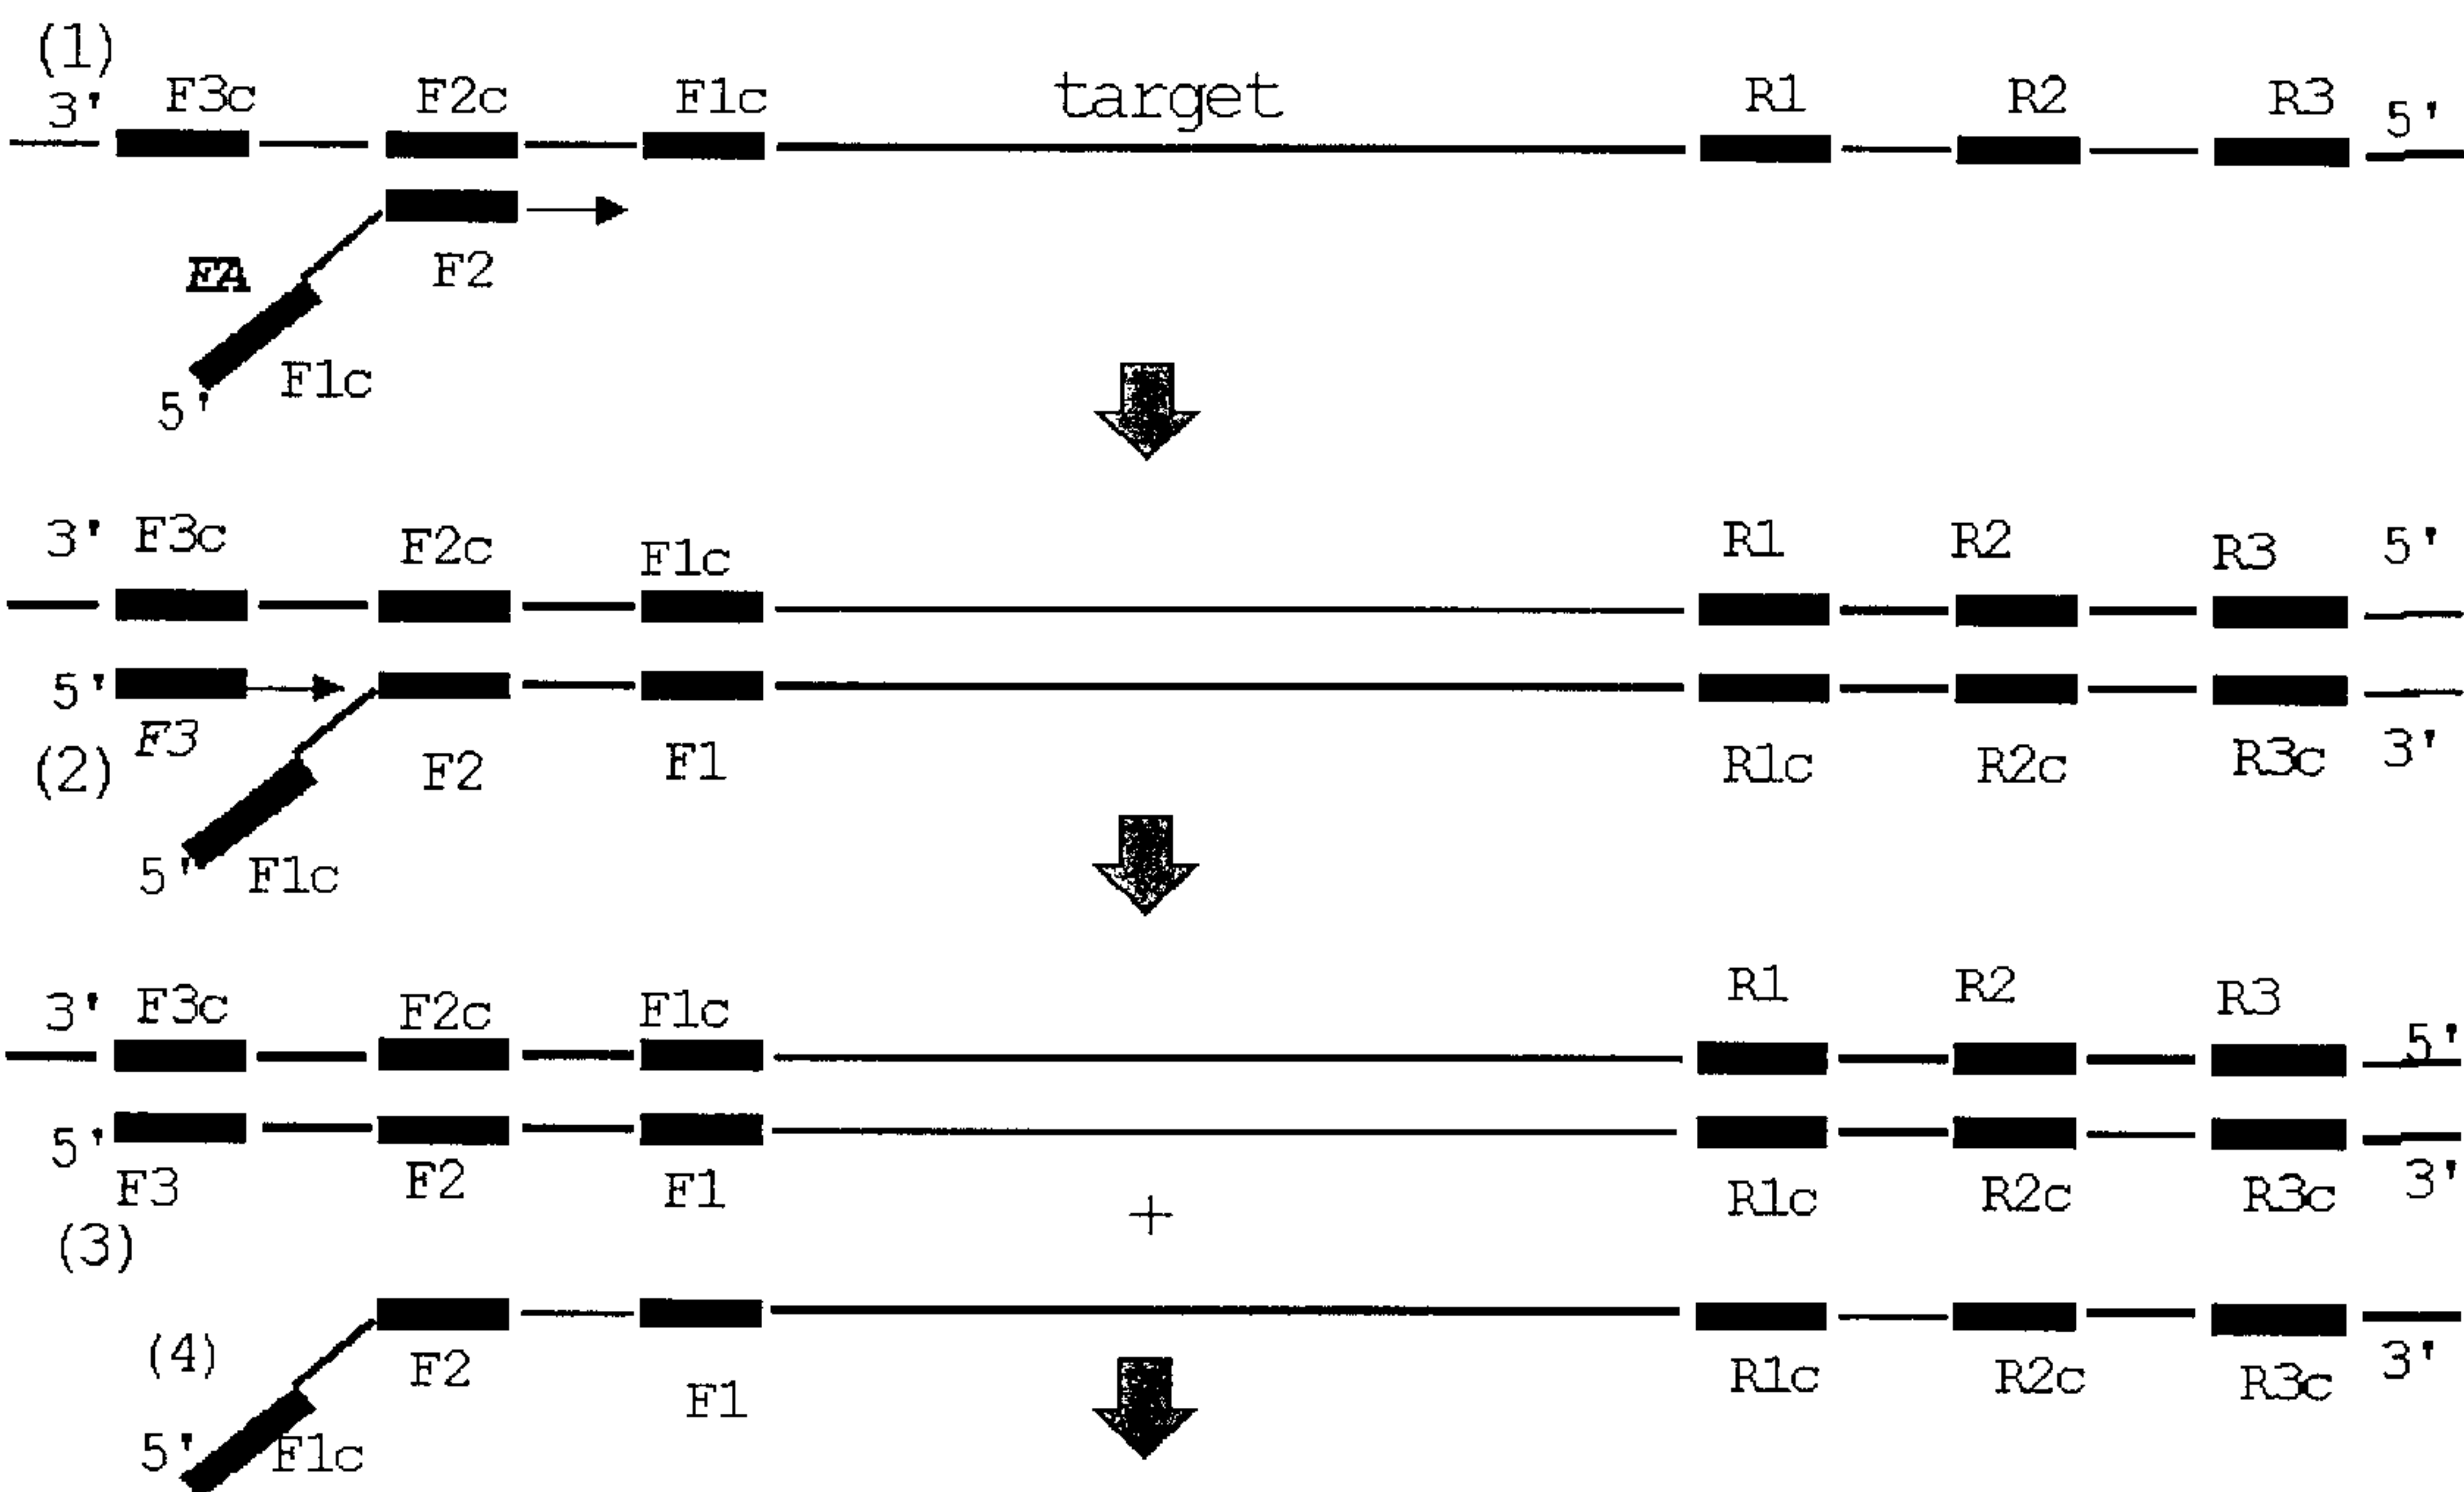 (1)
3' F3c F2c F1c target R1 R2 R3 5'
FA F2
5' F1c
3' F3c F2c F1c R1 R2 R3 5'
5'
F3 F2 F1 R1c R2c R3c 3'
(2)
5' F1c
3' F3c F2c F1c R1 R2 R3 5'
5' F3 F2 F1 R1c R2c R3c 3'
+
(3)
(4) F2 F1 R1c R2c R3c 3'
5' F1c